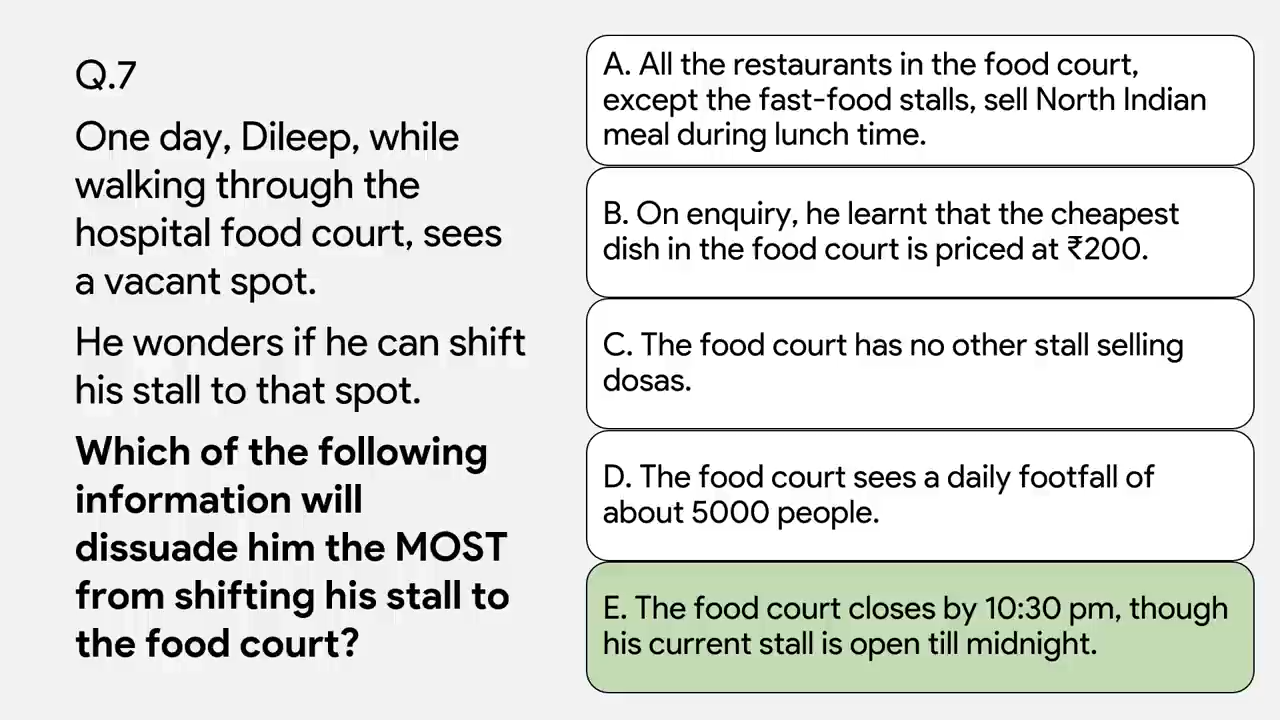 Q.7
One day, Dileep, while
walking through the
hospital food court, sees
a vacant spot.
He wonders if he can shift
his stall to that spot.
Which of the following
information will
dissuade him the MOST
from shifting his stall to
the food court?
A. All the restaurants in the food court,
except the fast-food stalls, sell North Indian
meal during lunch time.
B. On enquiry, he learnt that the cheapest
dish in the food court is priced at ₹200.
C. The food court has no other stall selling
dosas.
D. The food court sees a daily footfall of
about 5000 people.
E. The food court closes by 10:30 pm, though
his current stall is open till midnight.